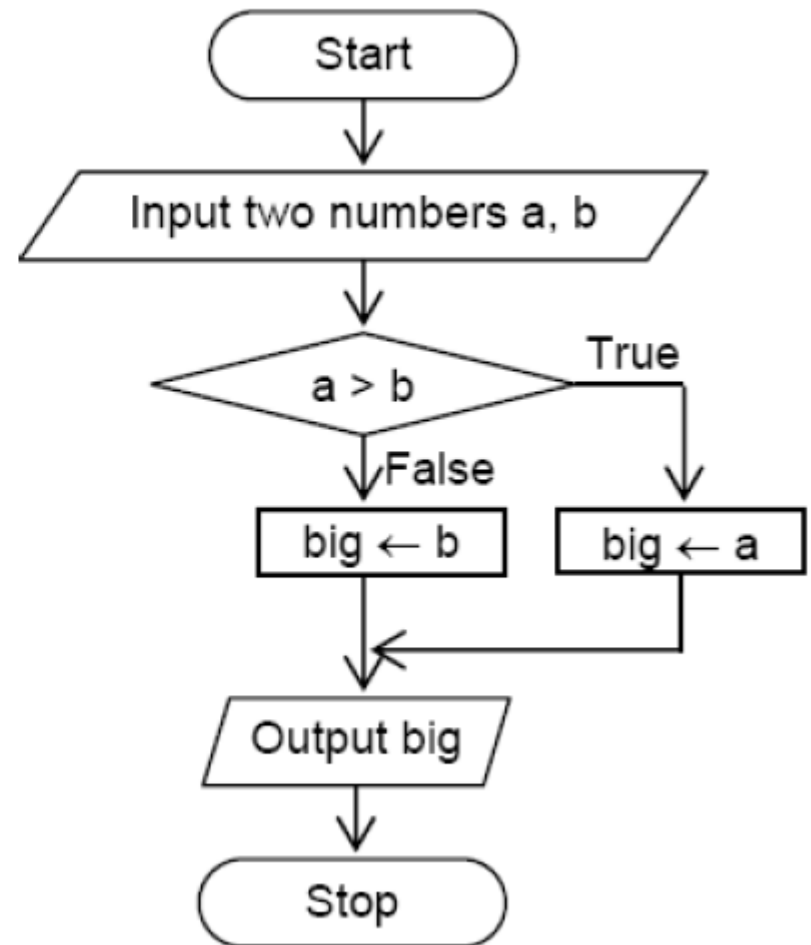 Start
Input two numbers a, b
a > b
True
False
big ← b
big ← a
Output big
Stop